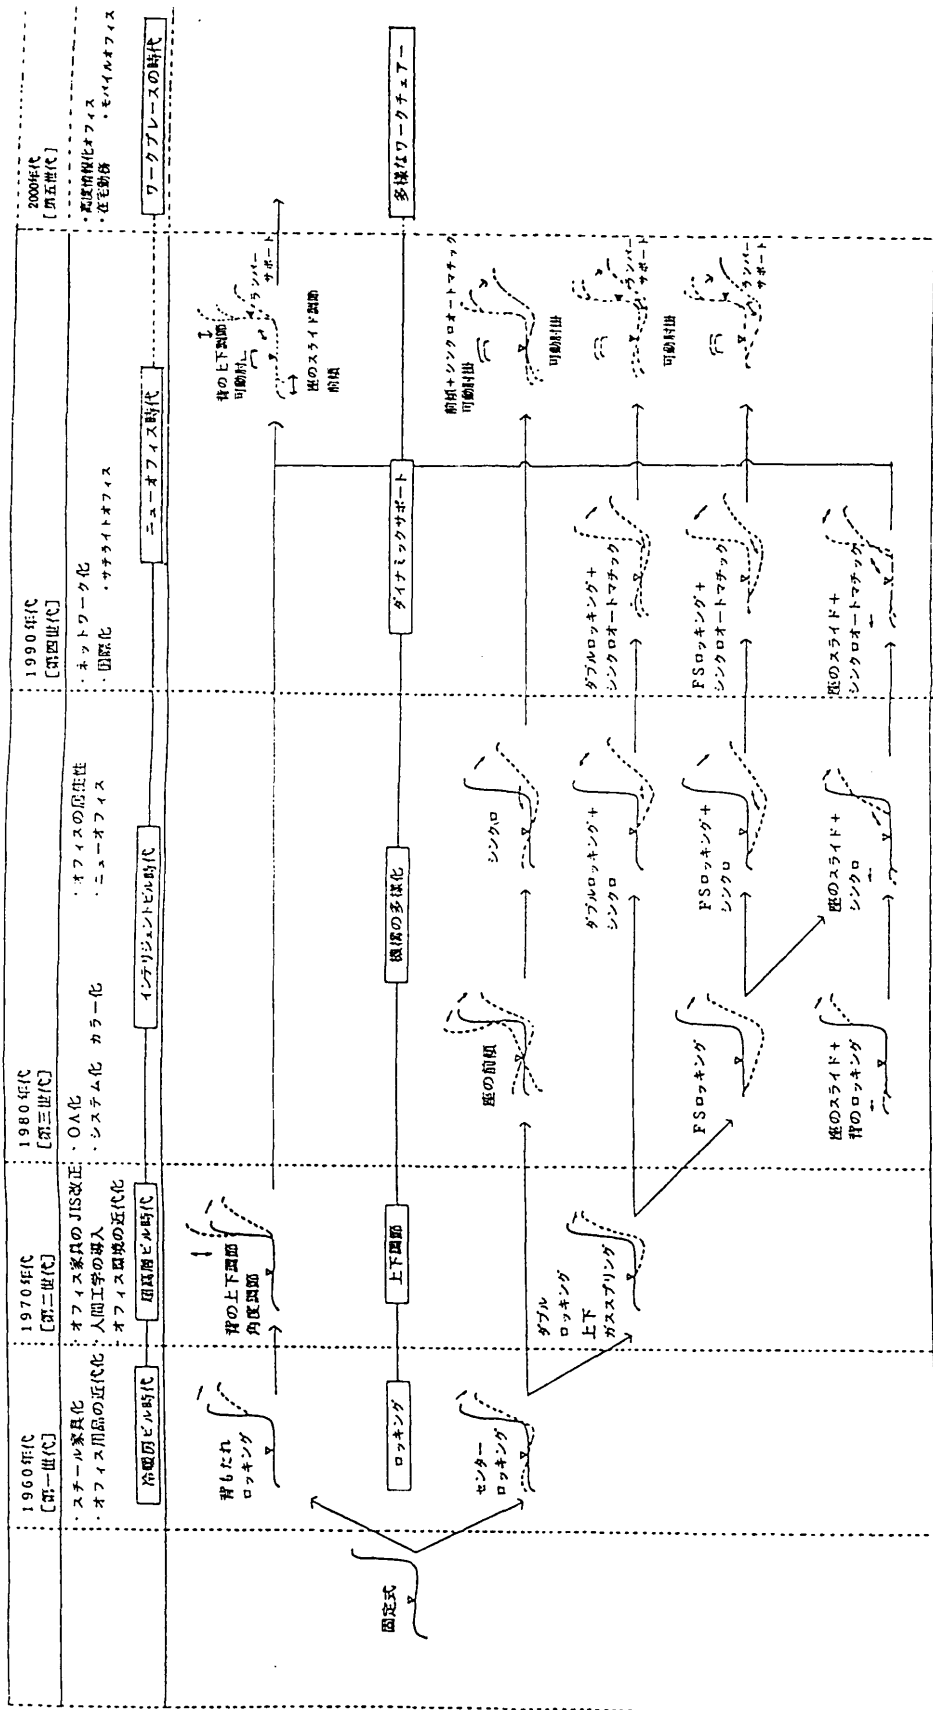 1960年代
[第一世代]
・スチール家具化
・オフィス用品の近代化
冷暖房ビル時代
1970年代
[第二世代]
・オフィス家具のJIS改正
・人間工学の導入
オフィス環境の近代化
超高層ビル時代
1980年代
[第三世代]
・OA化
・システム化 カラー化
・オフィスの居住性
・ニューオフィス
インテリジェントビル時代
1990年代
[第四世代]
・ネットワーク化
・国際化 ・サテライトオフィス
ニューオフィス時代
2000年代
[第五世代]
・高度情報化オフィス
・在宅勤務 ・モバイルオフィス
ワークプレースの時代
背もたれ
ロッキング
背の上下調節
角度調節
背の上下調節
可動肘
ランバー
サポート
座のスライド調節
前傾
固定式
ロッキング
上下調節
機構の多様化
ダイナミックサポート
多様なワークチェアー
センター
ロッキング
座の前傾
シンクロ
前傾+シンクロオートマチック
可動肘掛
ダブル
ロッキング
上下
ガススプリング
ダブルロッキング+
シンクロ
ダブルロッキング+
シンクロオートマチック
可動肘掛
ランバー
サポート
FSロッキング
FSロッキング+
シンクロ
FSロッキング+
シンクロオートマチック
可動肘掛
ランバー
サポート
座のスライド+
背のロッキング
座のスライド+
シンクロ
座のスライド+
シンクロオートマチック